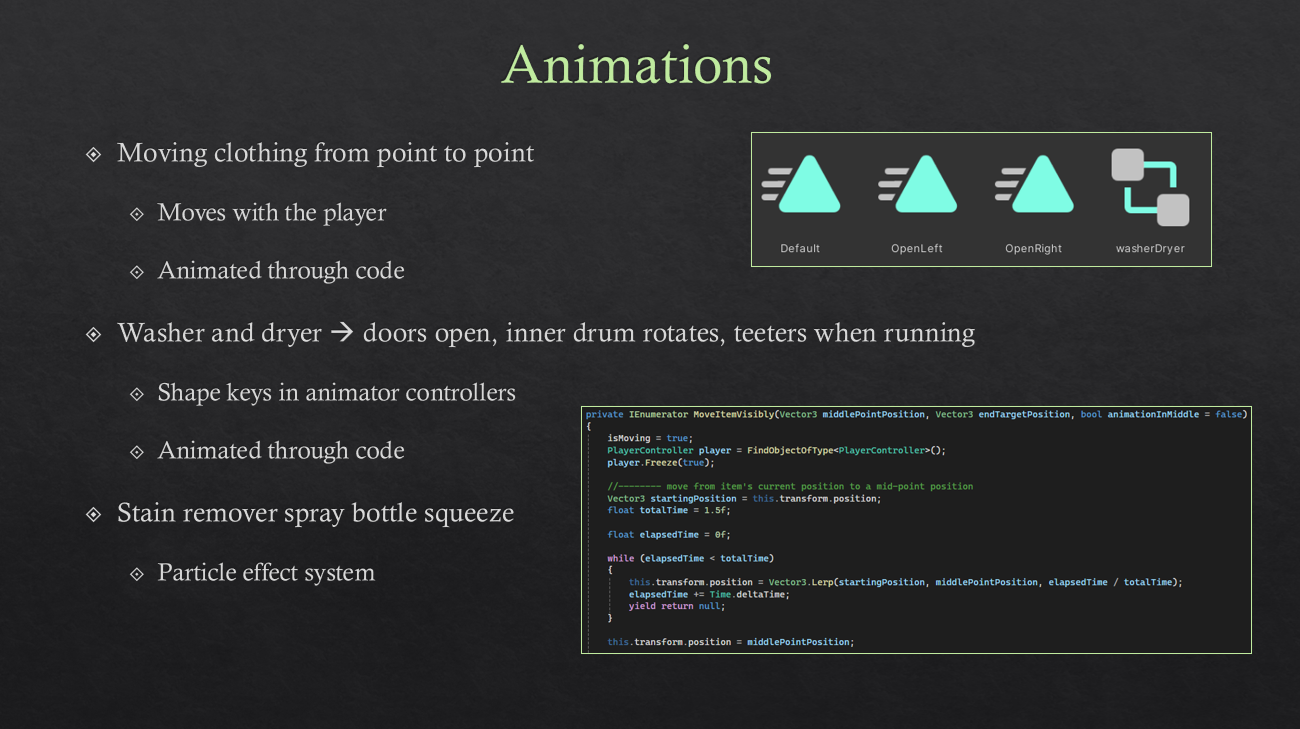 Animations
Moving clothing from point to point
Moves with the player
Animated through code
Washer and dryer → doors open, inner drum rotates, teeters when running
Shape keys in animator controllers
Animated through code
Stain remover spray bottle squeeze
Particle effect system
Default OpenLeft OpenRight washerDryer
private IEnumerator MoveItemVisibly(Vector3 middlePointPosition, Vector3 endTargetPosition, bool animationInMiddle = false)
{
isMoving = true;
PlayerController player = FindObjectOfType<PlayerController>();
player.Freeze(true);
//-------- move from item's current position to a mid-point position
Vector3 startingPosition = this.transform.position;
float totalTime = 1.5f;
float elapsedTime = 0f;
while (elapsedTime < totalTime)
{
this.transform.position = Vector3.Lerp(startingPosition, middlePointPosition, elapsedTime / totalTime);
elapsedTime += Time.deltaTime;
yield return null;
}
this.transform.position = middlePointPosition;